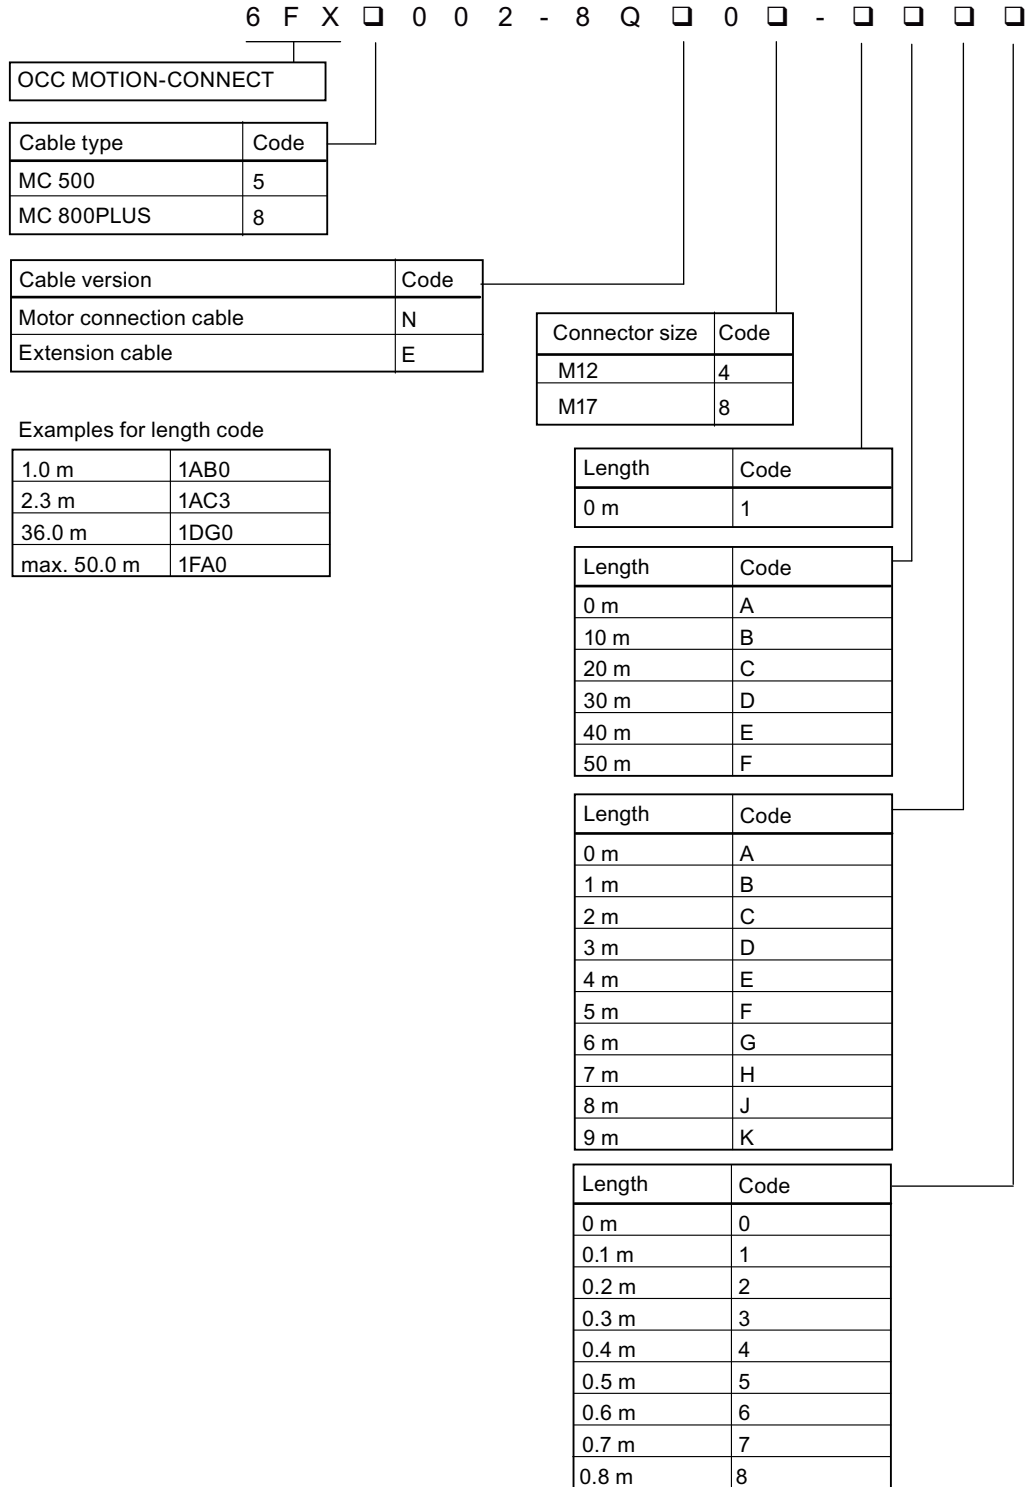 6 F X ❑ 0 0 2 - 8 Q ❑ 0 ❑ - ❑ ❑ ❑ ❑
OCC MOTION-CONNECT
Cable type Code
MC 500 5
MC 800PLUS 8
Cable version Code
Motor connection cable N
Extension cable E
Connector size Code
M12 4
M17 8
Examples for length code
1.0 m 1AB0
2.3 m 1AC3
36.0 m 1DG0
max. 50.0 m 1FA0
Length Code
0 m 1
Length Code
0 m A
10 m B
20 m C
30 m D
40 m E
50 m F
Length Code
0 m A
1 m B
2 m C
3 m D
4 m E
5 m F
6 m G
7 m H
8 m J
9 m K
Length Code
0 m 0
0.1 m 1
0.2 m 2
0.3 m 3
0.4 m 4
0.5 m 5
0.6 m 6
0.7 m 7
0.8 m 8